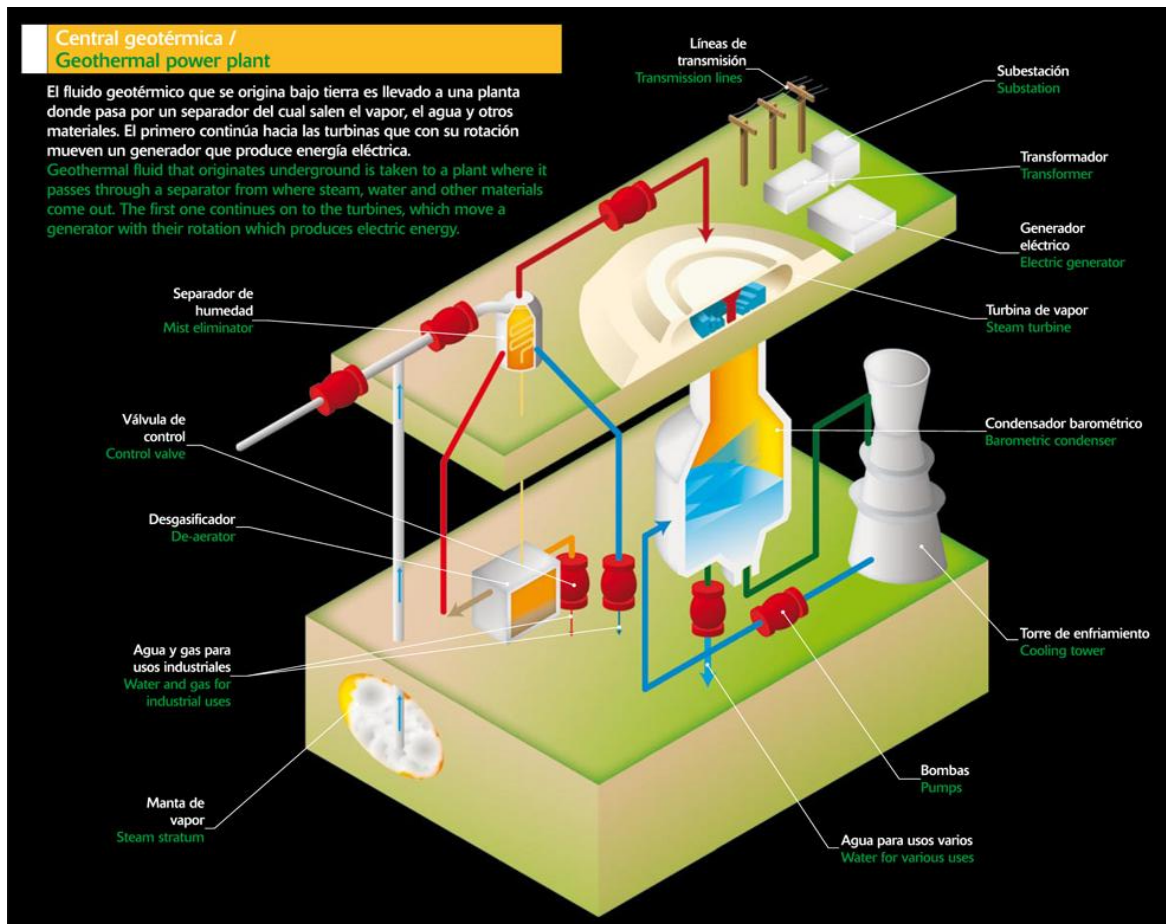 Central geotérmica /
Geothermal power plant
El fluido geotérmico que se origina bajo tierra es llevado a una planta
donde pasa por un separador del cual salen el vapor, el agua y otros
materiales. El primero continúa hacia las turbinas que con su rotación
mueven un generador que produce energía eléctrica.
Geothermal fluid that originates underground is taken to a plant where it
passes through a separator from where steam, water and other materials
come out. The first one continues on to the turbines, which move a
generator with their rotation which produces electric energy.
Líneas de
transmisión
Transmission lines
Subestación
Substation
Transformador
Transformer
Generador
eléctrico
Electric generator
Separador de
humedad
Mist eliminator
Turbina de vapor
Steam turbine
Válvula de
control
Control valve
Condensador barométrico
Barometric condenser
Desgasificador
De-aerator
Agua y gas para
usos industriales
Water and gas for
industrial uses
Torre de enfriamiento
Cooling tower
Bombas
Pumps
Manta de
vapor
Steam stratum
Agua para usos varios
Water for various uses